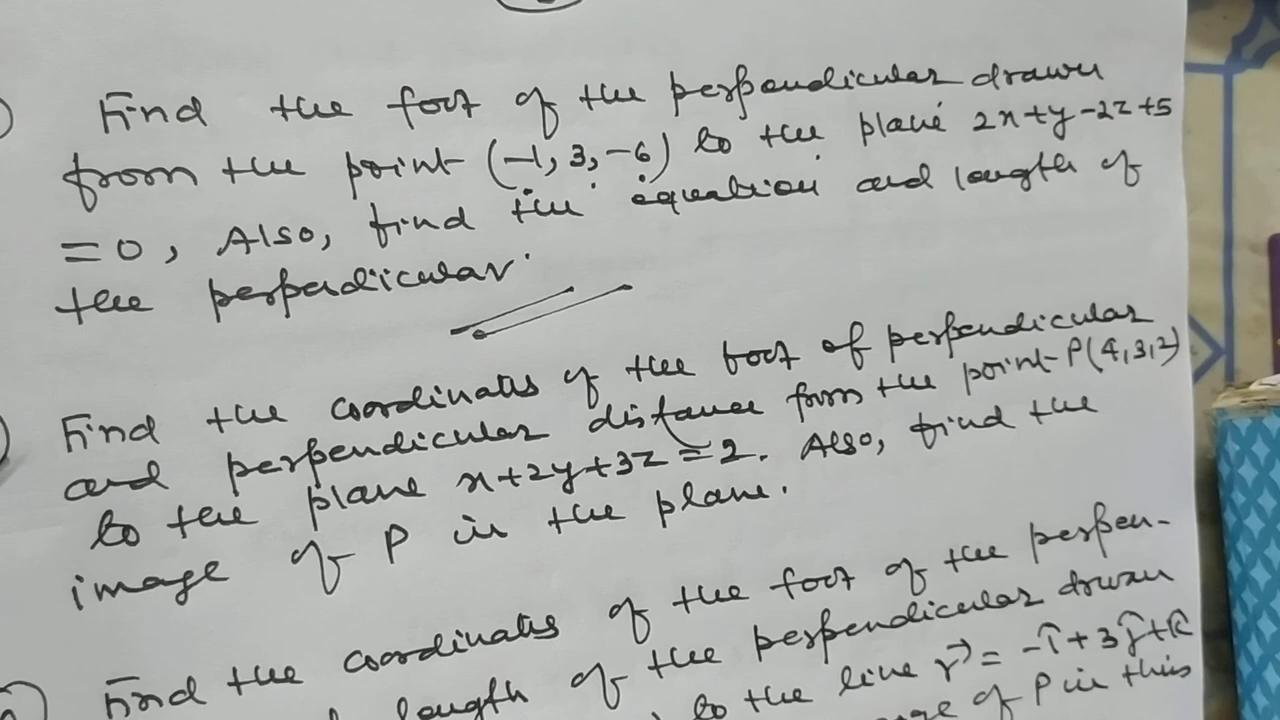 Find the foot of the perpendicular drawn
from the point (-1, 3, -6) to the plane 2x+y-2z+5
=0, Also, find the equation and length of
the perpendicular.
Find the coordinates of the foot of perpendicular
and perpendicular distance from the point P(4,3,2)
to the plane x+2y+3z=2. Also, find the
image of P in the plane.
Find the coordinates of the foot of the perpen-
length of the perpendicular drawn
to the line r⃗ = -î+3ĵ+k̂
of P in this